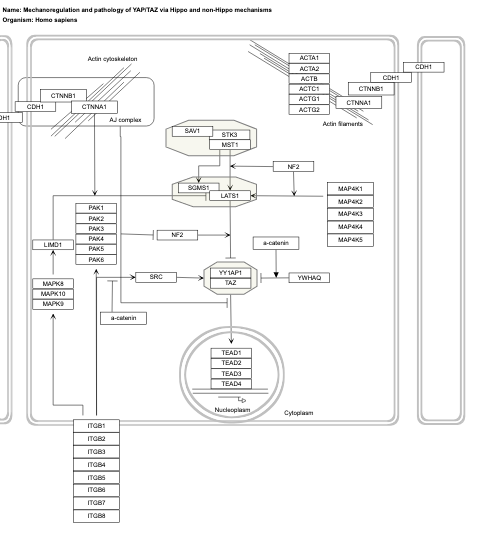 Name: Mechanoregulation and pathology of YAP/TAZ via Hippo and non-Hippo mechanisms
Organism: Homo sapiens
Actin cytoskeleton
ACTA1
ACTA2
ACTB
ACTC1
ACTG1
ACTG2
Actin filaments
CDH1
CDH1
CTNNB1
CTNNA1
CTNNB1
CDH1
CTNNA1
AJ complex
SAV1
STK3
MST1
NF2
SGMS1
LATS1
MAP4K1
MAP4K2
MAP4K3
MAP4K4
MAP4K5
PAK1
PAK2
PAK3
PAK4
PAK5
PAK6
NF2
LIMD1
a-catenin
SRC
YY1AP1
TAZ
YWHAQ
MAPK8
MAPK10
MAPK9
a-catenin
TEAD1
TEAD2
TEAD3
TEAD4
Nucleoplasm
Cytoplasm
ITGB1
ITGB2
ITGB3
ITGB4
ITGB5
ITGB6
ITGB7
ITGB8